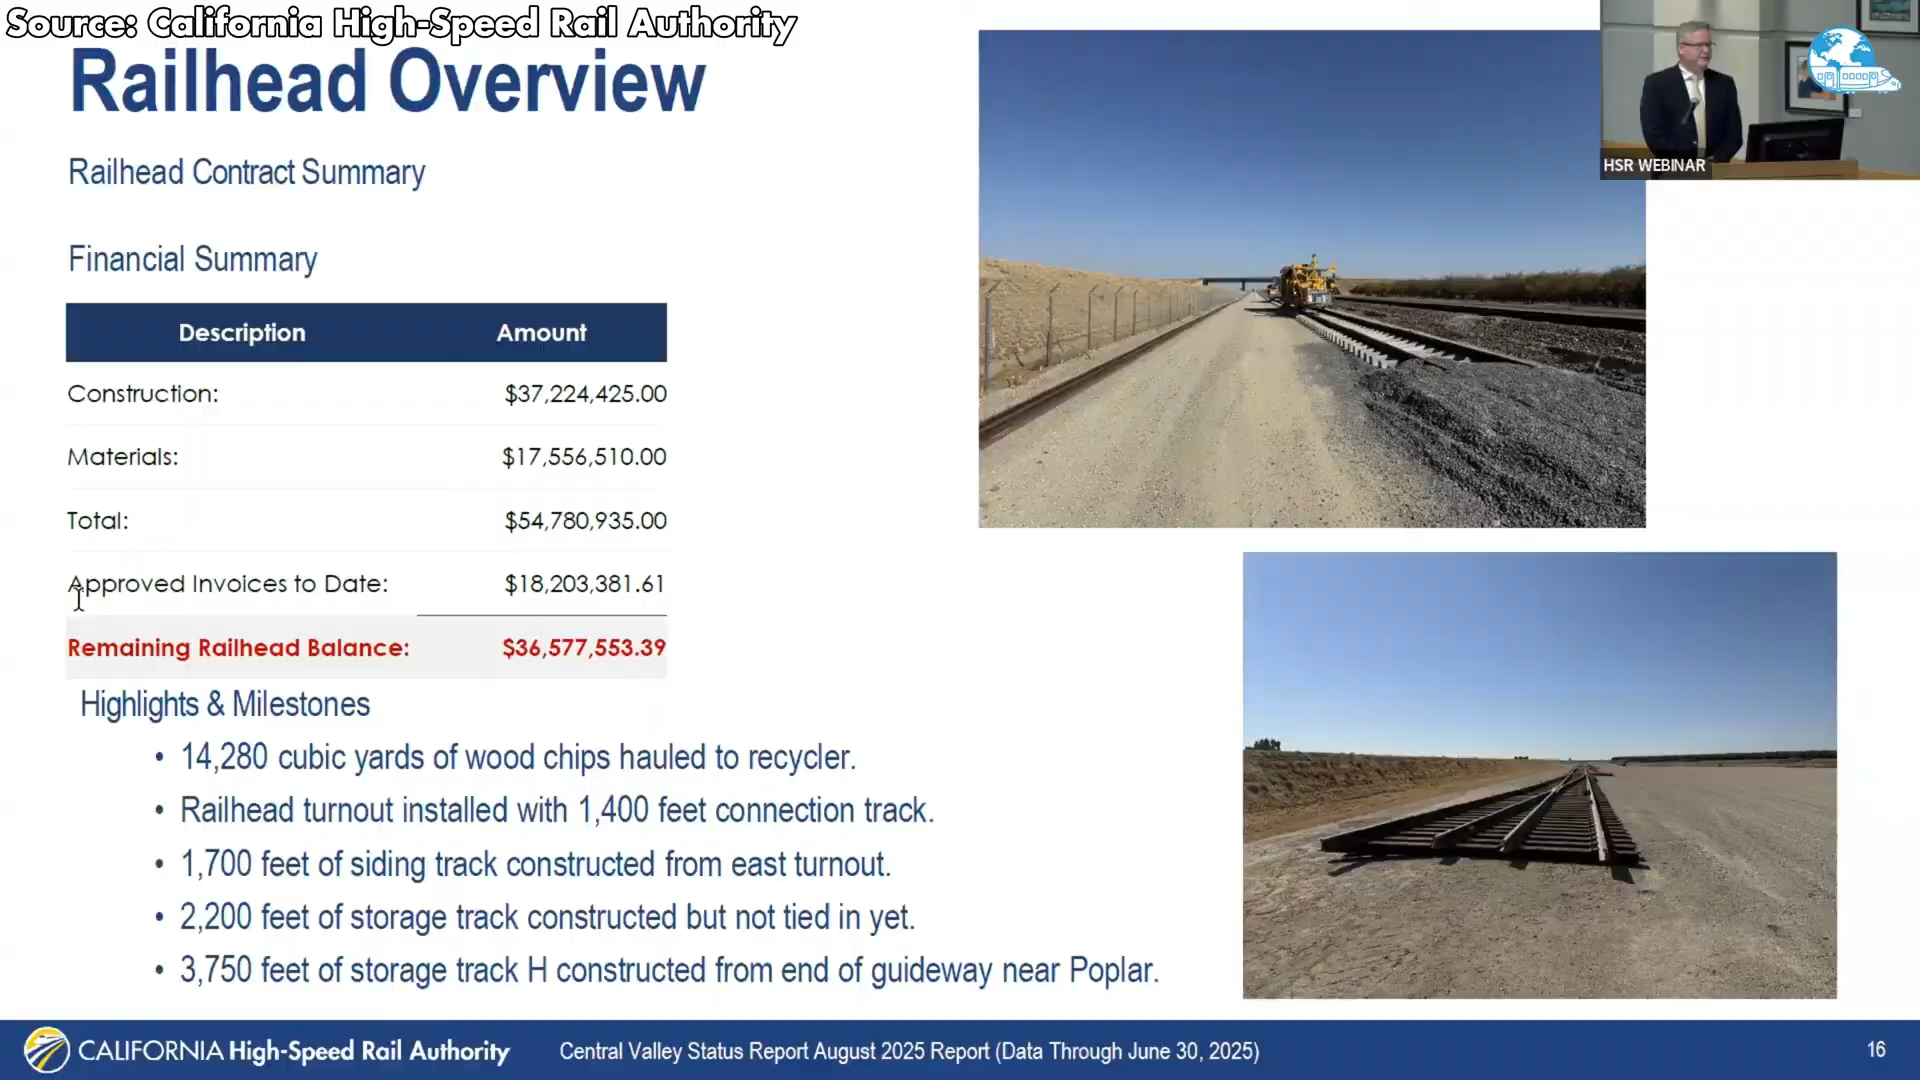 Source: California High-Speed Rail Authority
Railhead Overview
Railhead Contract Summary
Financial Summary
Description Amount
Construction: $37,224,425.00
Materials: $17,556,510.00
Total: $54,780,935.00
Approved Invoices to Date: $18,203,381.61
Remaining Railhead Balance: $36,577,553.39
Highlights & Milestones
• 14,280 cubic yards of wood chips hauled to recycler.
• Railhead turnout installed with 1,400 feet connection track.
• 1,700 feet of siding track constructed from east turnout.
• 2,200 feet of storage track constructed but not tied in yet.
• 3,750 feet of storage track H constructed from end of guideway near Poplar.
HSR WEBINAR
CALIFORNIA High-Speed Rail Authority
Central Valley Status Report August 2025 Report (Data Through June 30, 2025)
16